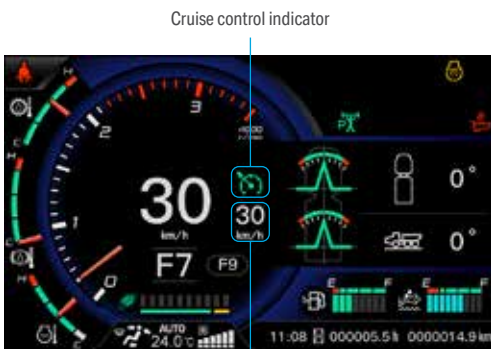 Cruise control indicator
H
H
C
H
C
C
0
1
2
3
30
km/h
30
km/h
F7
F9
P
0°
0°
E F
E F
AUTO
24.0°C
11:08
000005.5h
0000014.9km